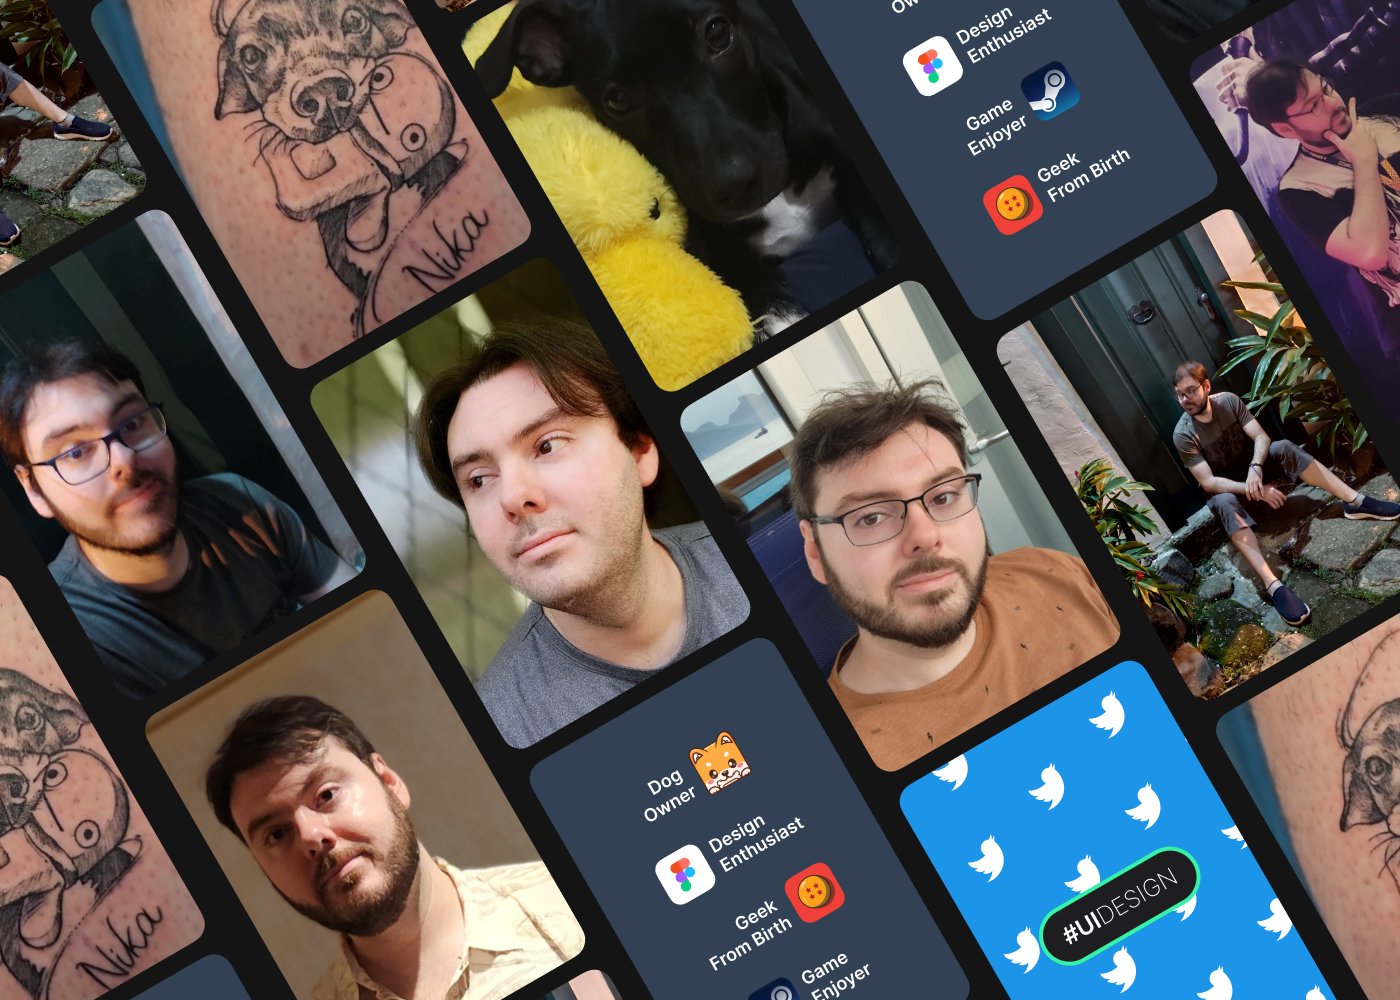 Design
Enthusiast
Game
Enjoyer
Geek
From Birth
Nika
Dog
Owner
Design
Enthusiast
Geek
From Birth
Game
Enjoyer
#UIDESIGN
Nika